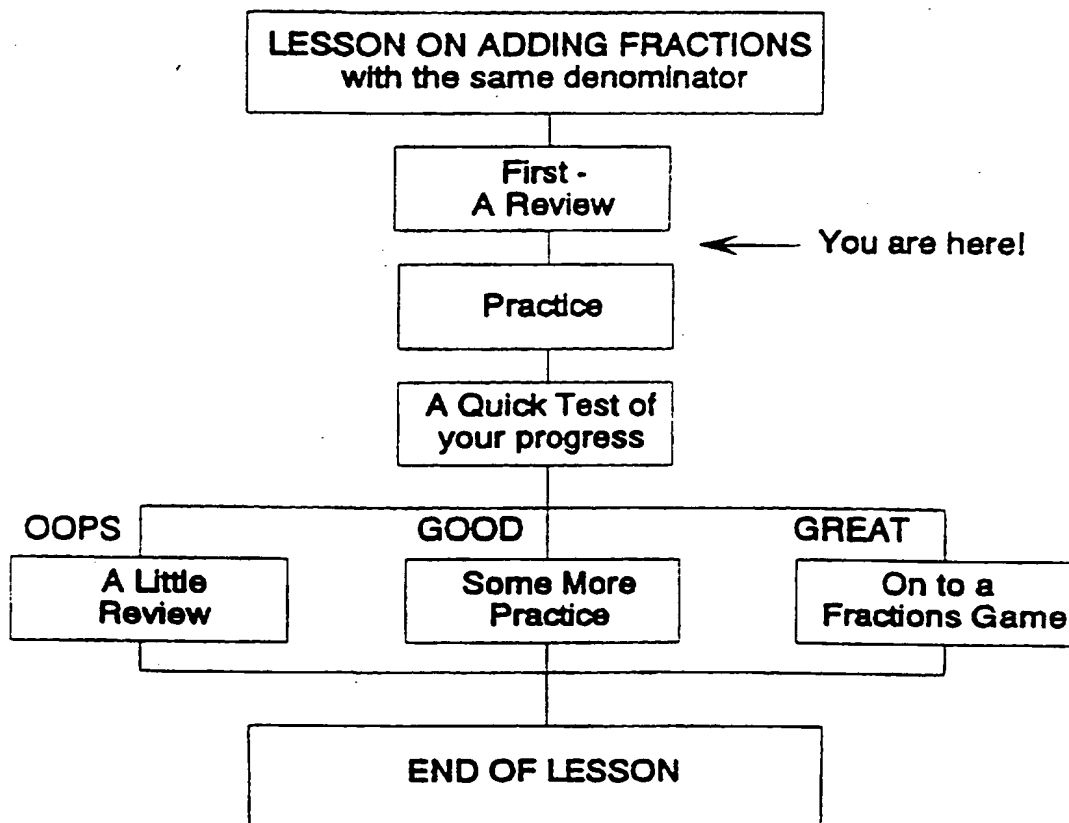 LESSON ON ADDING FRACTIONS
with the same denominator
First -
A Review
You are here!
Practice
A Quick Test of
your progress
OOPS
GOOD
GREAT
A Little
Review
Some More
Practice
On to a
Fractions Game
END OF LESSON